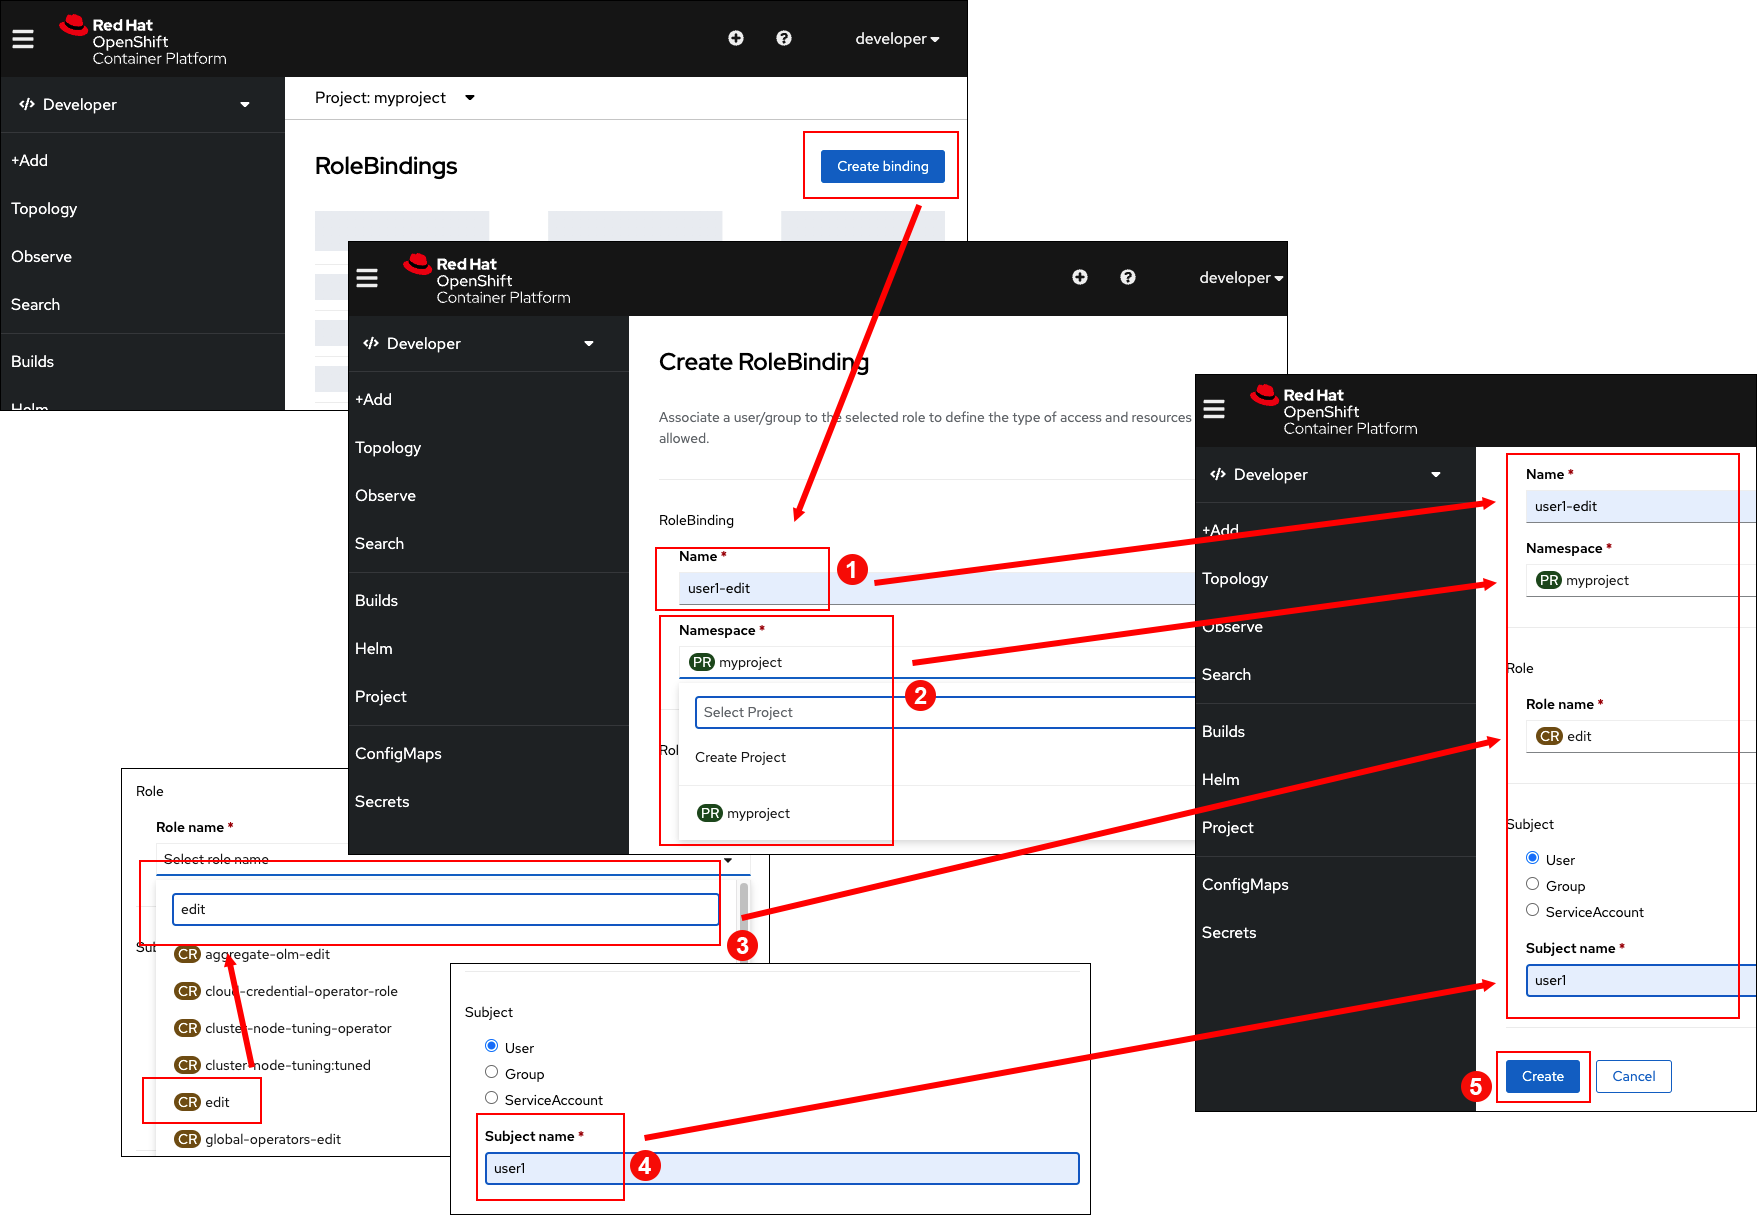 Red Hat
OpenShift
Container Platform
developer
Developer
Project: myproject
+Add
Topology
Observe
Search
Builds
Helm
RoleBindings
Create binding
Red Hat
OpenShift
Container Platform
developer
Developer
+Add
Topology
Observe
Search
Builds
Helm
Project
ConfigMaps
Secrets
Create RoleBinding
Associate a user/group to the selected role to define the type of access and resources
allowed.
RoleBinding
Name *
user1-edit
1
Namespace *
PR myproject
2
Select Project
Rol
Create Project
PR myproject
Role
Role name *
Select role name
edit
3
Sub
CR aggregate-olm-edit
CR cloud-credential-operator-role
CR cluster-node-tuning-operator
CR cluster-node-tuning:tuned
CR edit
CR global-operators-edit
Subject
User
Group
ServiceAccount
Subject name *
user1
4
Red Hat
OpenShift
Container Platform
Developer
+Add
Topology
Observe
Search
Builds
Helm
Project
ConfigMaps
Secrets
Name *
user1-edit
Namespace *
PR myproject
Role
Role name *
CR edit
Subject
User
Group
ServiceAccount
Subject name *
user1
5
Create
Cancel